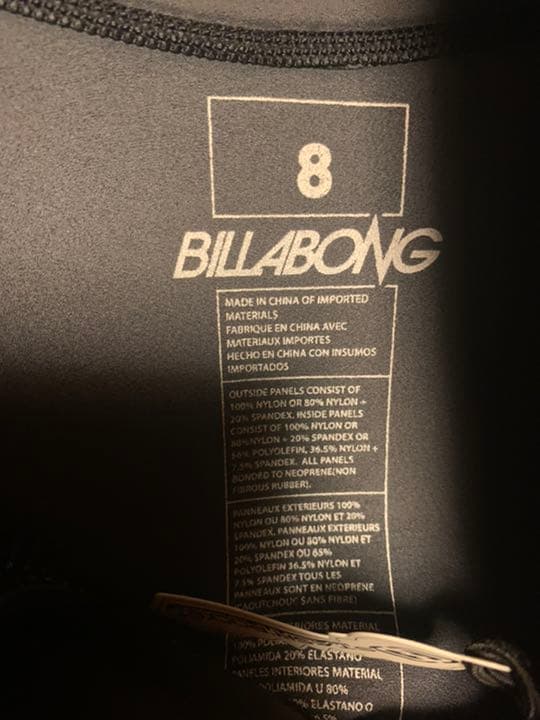 8
BILLABONG
MADE IN CHINA OF IMPORTED
MATERIALS
FABRIQUE EN CHINA AVEC
MATERIAUX IMPORTES
HECHO EN CHINA CON INSUMOS
IMPORTADOS
OUTSIDE PANELS CONSIST OF
100% NYLON OR 80% NYLON +
20% SPANDEX. INSIDE PANELS
CONSIST OF 100% NYLON OR
80% NYLON + 20% SPANDEX OR
56% POLYOLEFIN, 36.5% NYLON +
7.5% SPANDEX. ALL PANELS
BONDED TO NEOPRENE(NON
FIBROUS RUBBER).
PANNEAUX EXTERIEURS 100%
NYLON OU 80% NYLON ET 20%
SPANDEX. PANNEAUX EXTERIEURS
100% NYLON OU 80% NYLON ET
20% SPANDEX OU 65%
POLYOLEFIN 36.5% NYLON ET
7.5% SPANDEX TOUS LES
PANNEAUX SONT EN NEOPRENE
(CAOUTCHOUC SANS FIBRE)
MATERIAL
100%
POLIAMIDA 20% ELASTANO
PANELES INTERIORES MATERIAL
POLIAMIDA U 80%
ELASTANO O